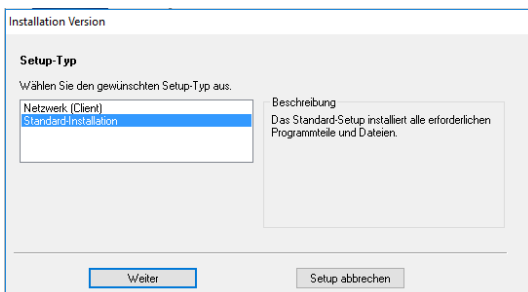 Installation Version
Setup-Typ
Wählen Sie den gewünschten Setup-Typ aus.
Netzwerk (Client)
Standard-Installation
Beschreibung
Das Standard-Setup installiert alle erforderlichen
Programmteile und Dateien.
Weiter
Setup abbrechen